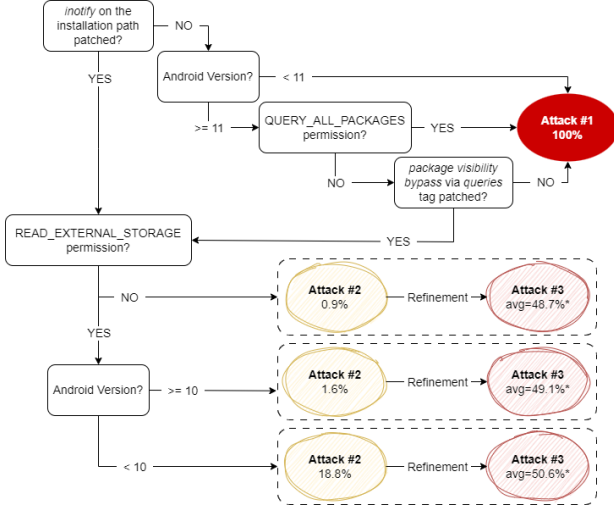 inotify on the
installation path
patched?
NO
YES
Android Version?
< 11
>= 11
QUERY_ALL_PACKAGES
permission?
YES
Attack #1
100%
NO
package visibility
bypass via queries
tag patched?
NO
YES
READ_EXTERNAL_STORAGE
permission?
NO
Attack #2
0.9%
Refinement
Attack #3
avg=48.7%*
YES
Android Version?
>= 10
Attack #2
1.6%
Refinement
Attack #3
avg=49.1%*
< 10
Attack #2
18.8%
Refinement
Attack #3
avg=50.6%*